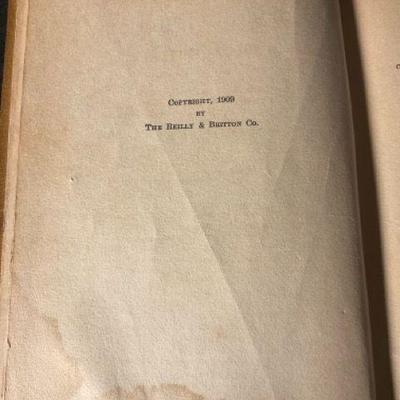 Copyright, 1909
BY
The Reilly & Britton Co.